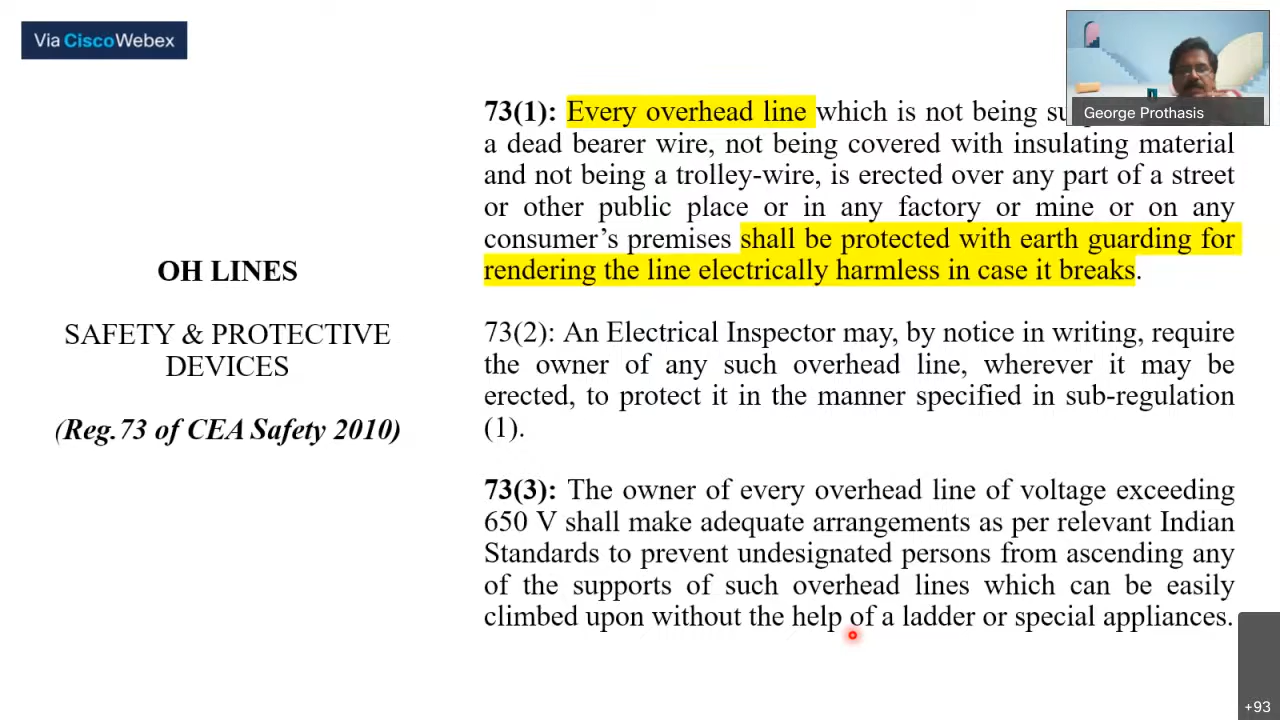 Via Cisco Webex
George Prothasis
73(1): Every overhead line which is not being
a dead bearer wire, not being covered with insulating material
and not being a trolley-wire, is erected over any part of a street
or other public place or in any factory or mine or on any
consumer’s premises shall be protected with earth guarding for
rendering the line electrically harmless in case it breaks.
OH LINES
SAFETY & PROTECTIVE
DEVICES
(Reg.73 of CEA Safety 2010)
73(2): An Electrical Inspector may, by notice in writing, require
the owner of any such overhead line, wherever it may be
erected, to protect it in the manner specified in sub-regulation
(1).
73(3): The owner of every overhead line of voltage exceeding
650 V shall make adequate arrangements as per relevant Indian
Standards to prevent undesignated persons from ascending any
of the supports of such overhead lines which can be easily
climbed upon without the help of a ladder or special appliances.
+93